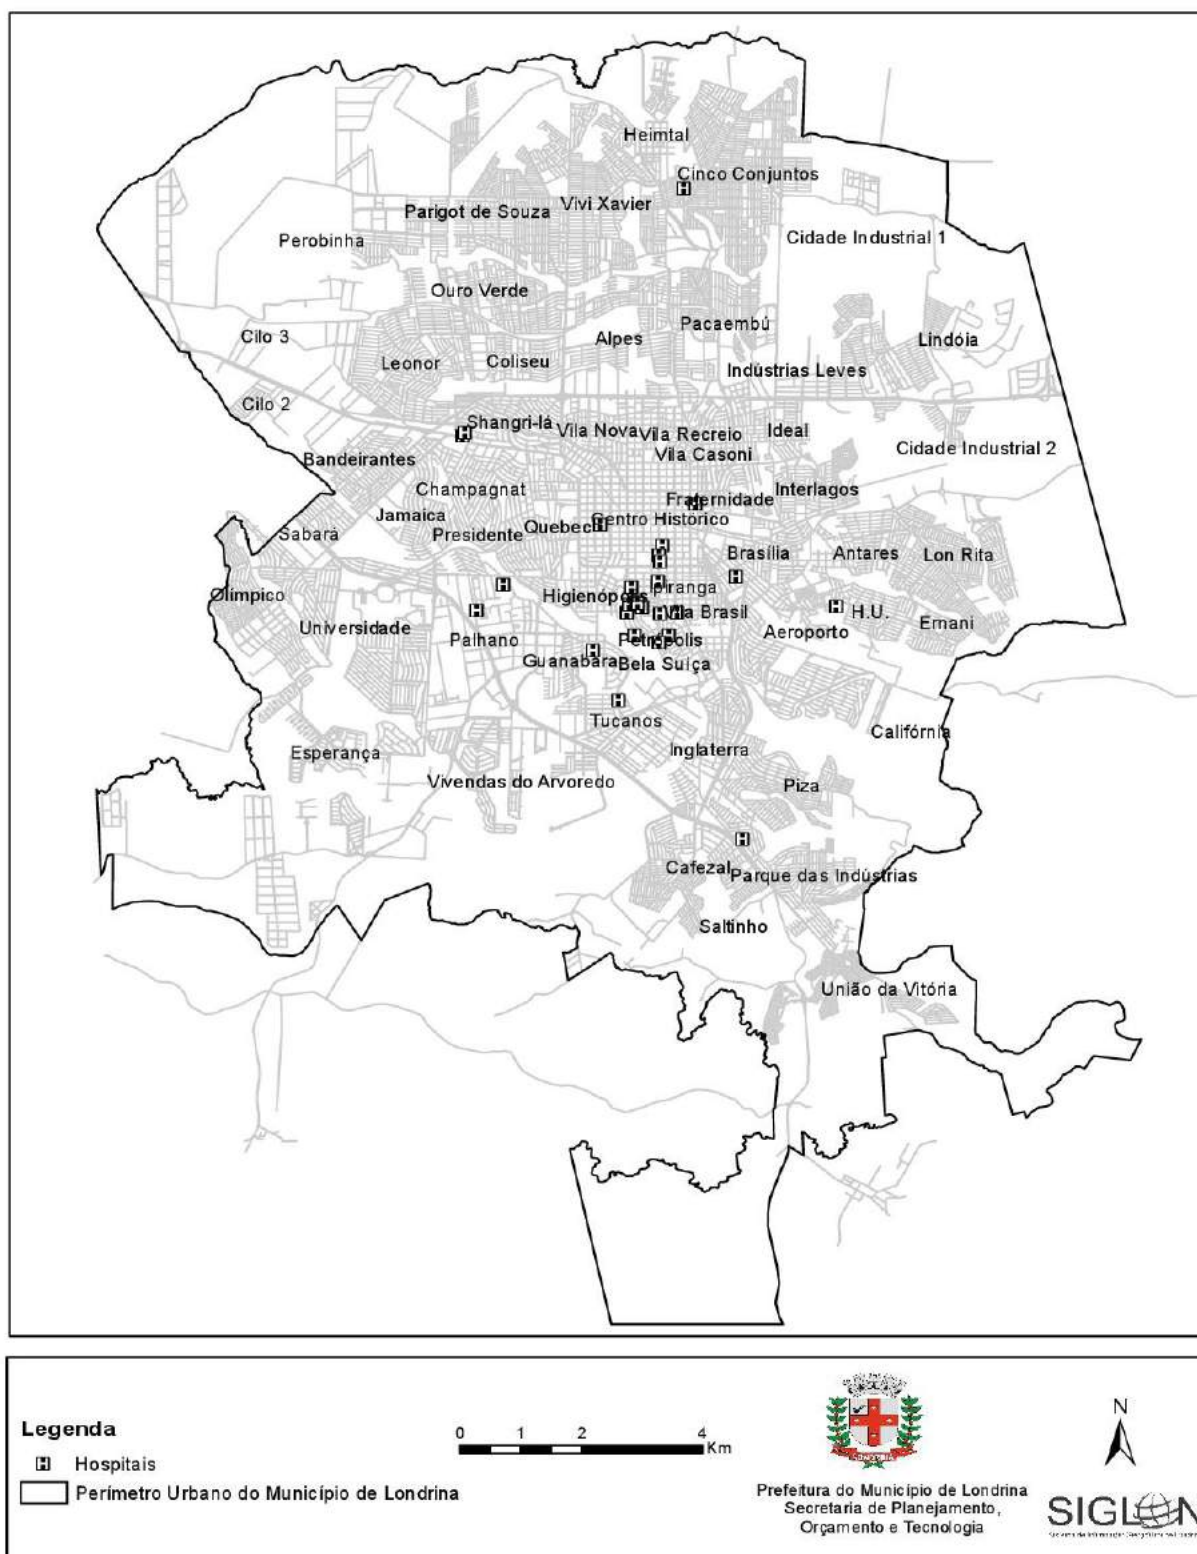 Heimtal
Cinco Conjuntos
H
Vivi Xavier
Parigot de Souza
Perobinha
Cidade Industrial 1
Ouro Verde
Pacaembú
Cilo 3
Alpes
Lindóia
Leonor
Coliseu
Indústrias Leves
Cilo 2
Shangri-lá
H
Vila Nova
Vila Recreio
Ideal
Vila Casoni
Cidade Industrial 2
Bandeirantes
Champagnat
Interlagos
Fraternidade
H
Jamaica
Quebec
H
Centro Histórico
Sabará
Presidente
H
H
H
Brasília
Antares
Lon Rita
H
H
H
H
Ipiranga
Olímpico
Higienópolis
H
H
H
H
H
H
Vila Brasil
H
H.U.
Universidade
Palhano
Aeroporto
Ernani
H
H
H
Petrópolis
H
Guanabara
Bela Suíça
H
Tucanos
Califórnia
Inglaterra
Esperança
Vivendas do Arvoredo
Piza
H
Cafezal
Parque das Indústrias
Saltinho
União da Vitória
Legenda
H Hospitais
Perímetro Urbano do Município de Londrina
0 1 2 4
Km
LONDRINA
Prefeitura do Município de Londrina
Secretaria de Planejamento,
Orçamento e Tecnologia
N
SIGLON